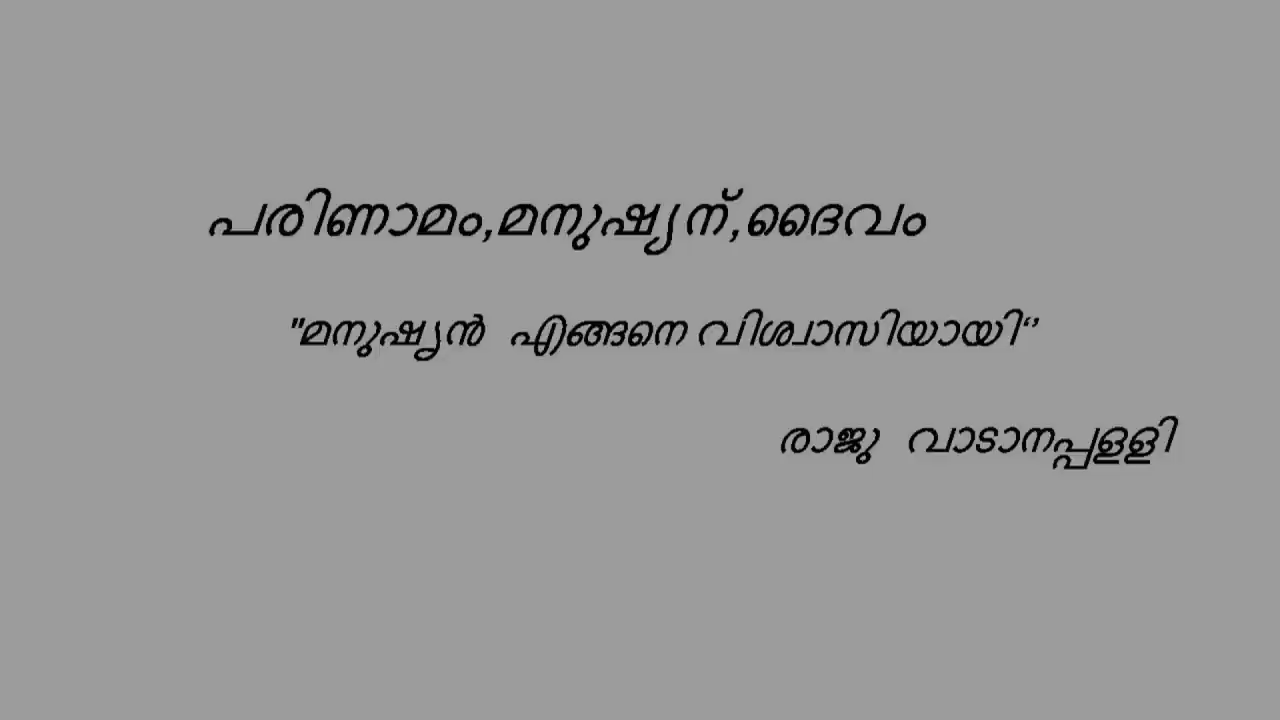 പരിണാമം,മനുഷ്യന്,ദൈവം
"മനുഷ്യൻ എങ്ങനെ വിശ്വാസിയായി“
രാജു വാടാനപ്പള്ളി